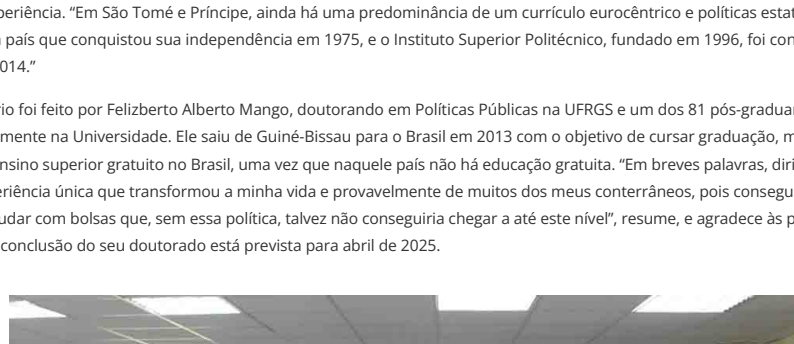 periência. “Em São Tomé e Príncipe, ainda há uma predominância de um currículo eurocêntrico e políticas estat
país que conquistou sua independência em 1975, e o Instituto Superior Politécnico, fundado em 1996, foi con
014.”
rio foi feito por Felizberto Alberto Mango, doutorando em Políticas Públicas na UFRGS e um dos 81 pós-graduan
mente na Universidade. Ele saiu de Guiné-Bissau para o Brasil em 2013 com o objetivo de cursar graduação, m
ensino superior gratuito no Brasil, uma vez que naquele país não há educação gratuita. “Em breves palavras, diri
eriência única que transformou a minha vida e provavelmente de muitos dos meus conterrâneos, pois consegu
udar com bolsas que, sem essa política, talvez não conseguiria chegar a até este nível”, resume, e agradece às p
conclusão do seu doutorado está prevista para abril de 2025.